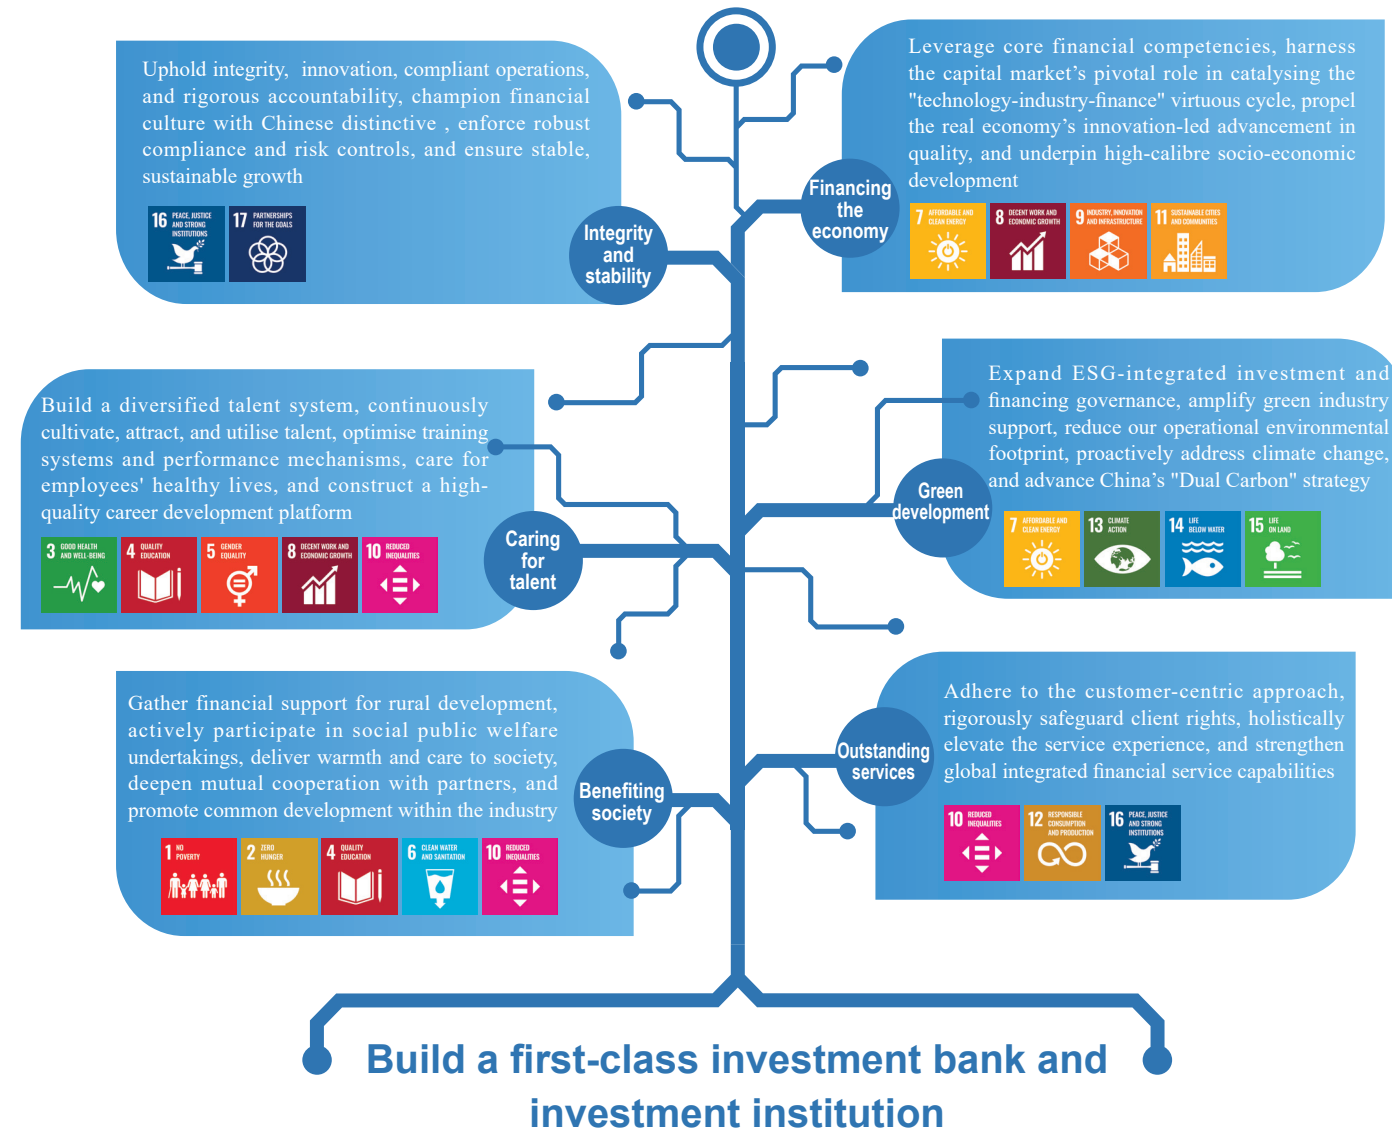 Uphold integrity, innovation, compliant operations,
and rigorous accountability, champion financial
culture with Chinese distinctive , enforce robust
compliance and risk controls, and ensure stable,
sustainable growth
16 PEACE, JUSTICE
AND STRONG
INSTITUTIONS
17 PARTNERSHIPS
FOR THE GOALS
Integrity
and
stability
Leverage core financial competencies, harness
the capital market's pivotal role in catalysing the
"technology-industry-finance" virtuous cycle, propel
the real economy's innovation-led advancement in
quality, and underpin high-calibre socio-economic
development
7 AFFORDABLE AND
CLEAN ENERGY
8 DECENT WORK AND
ECONOMIC GROWTH
9 INDUSTRY, INNOVATION
AND INFRASTRUCTURE
11 SUSTAINABLE CITIES
AND COMMUNITIES
Financing
the
economy
Build a diversified talent system, continuously
cultivate, attract, and utilise talent, optimise training
systems and performance mechanisms, care for
employees' healthy lives, and construct a high-
quality career development platform
3 GOOD HEALTH
AND WELL-BEING
4 QUALITY
EDUCATION
5 GENDER
EQUALITY
8 DECENT WORK AND
ECONOMIC GROWTH
10 REDUCED
INEQUALITIES
Caring
for
talent
Expand ESG-integrated investment and
financing governance, amplify green industry
support, reduce our operational environmental
footprint, proactively address climate change,
and advance China's "Dual Carbon" strategy
7 AFFORDABLE AND
CLEAN ENERGY
13 CLIMATE
ACTION
14 LIFE
BELOW WATER
15 LIFE
ON LAND
Green
development
Gather financial support for rural development,
actively participate in social public welfare
undertakings, deliver warmth and care to society,
deepen mutual cooperation with partners, and
promote common development within the industry
1 NO
POVERTY
2 ZERO
HUNGER
4 QUALITY
EDUCATION
6 CLEAN WATER
AND SANITATION
10 REDUCED
INEQUALITIES
Benefiting
society
Adhere to the customer-centric approach,
rigorously safeguard client rights, holistically
elevate the service experience, and strengthen
global integrated financial service capabilities
10 REDUCED
INEQUALITIES
12 RESPONSIBLE
CONSUMPTION
AND PRODUCTION
16 PEACE, JUSTICE
AND STRONG
INSTITUTIONS
Outstanding
services
Build a first-class investment bank and
investment institution